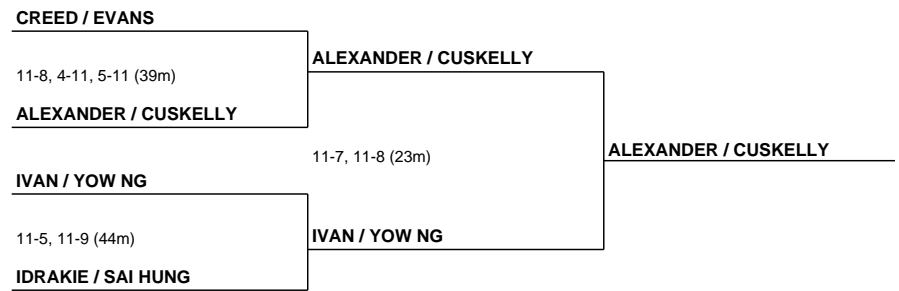 CREED / EVANS
11-8, 4-11, 5-11 (39m)
ALEXANDER / CUSKELLY
IVAN / YOW NG
11-5, 11-9 (44m)
IDRAKIE / SAI HUNG
ALEXANDER / CUSKELLY
11-7, 11-8 (23m)
IVAN / YOW NG
ALEXANDER / CUSKELLY